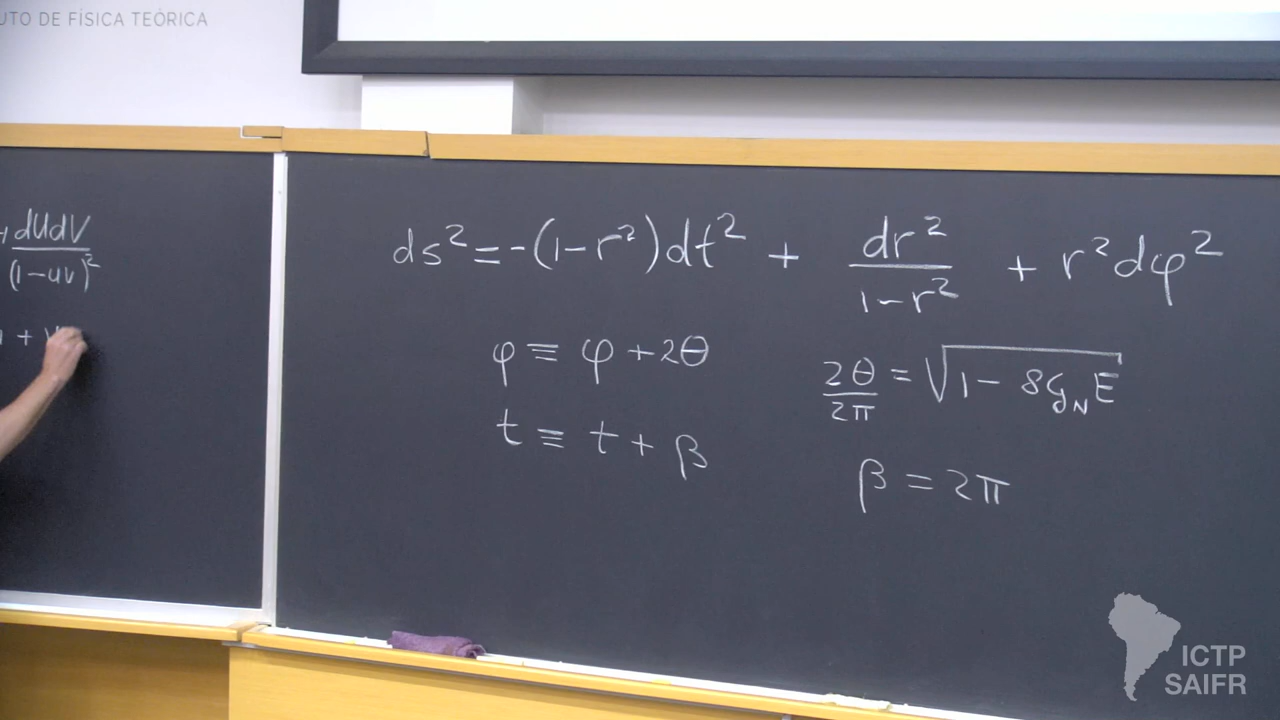 UTO DE FÍSICA TEÓRICA
dUdV
(1-uv)²
+
ds² = -(1-r²)dt² + dr²/(1-r²) + r²dφ²
φ ≡ φ + 2θ
2θ/2π = √(1 - 8G_N E)
t ≡ t + β
β = 2π
ICTP
SAIFR